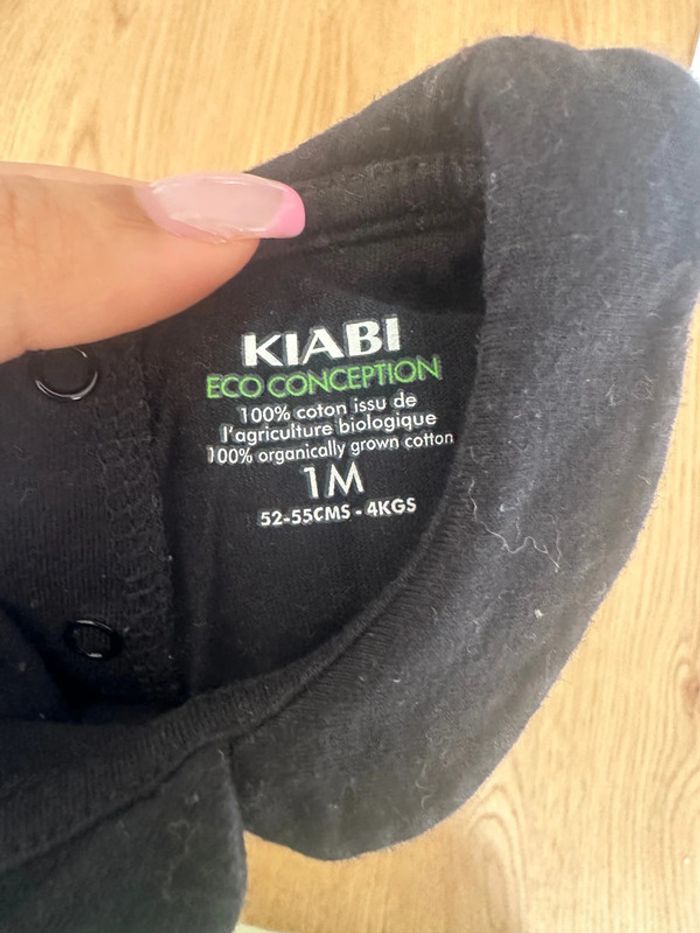 KIABI
ECO CONCEPTION
100% coton issu de
l'agriculture biologique
100% organically grown cotton
1M
52-55CMS - 4KGS